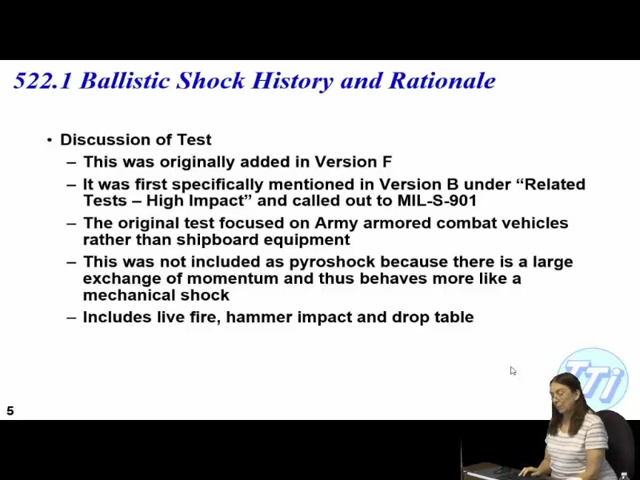 522.1 Ballistic Shock History and Rationale
• Discussion of Test
– This was originally added in Version F
– It was first specifically mentioned in Version B under “Related
Tests – High Impact” and called out to MIL-S-901
– The original test focused on Army armored combat vehicles
rather than shipboard equipment
– This was not included as pyroshock because there is a large
exchange of momentum and thus behaves more like a
mechanical shock
– Includes live fire, hammer impact and drop table
TTi
5